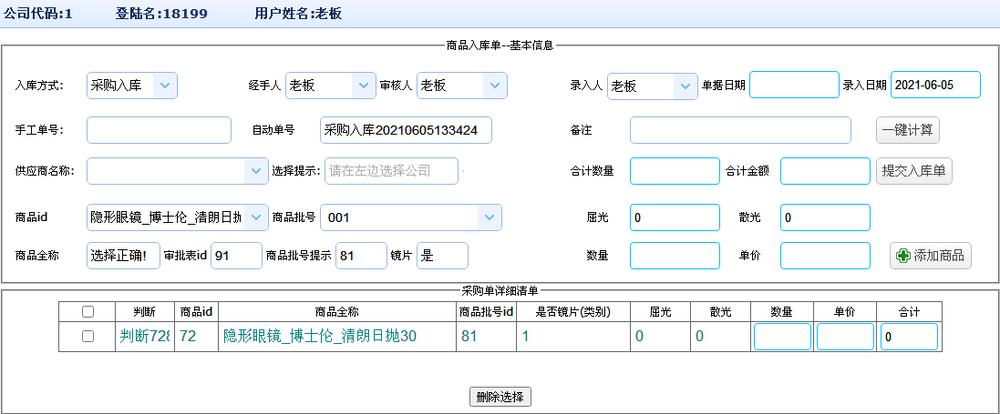 公司代码:1 登陆名:18199 用户姓名:老板
商品入库单--基本信息
入库方式: 采购入库 经手人 老板 审核人 老板 录入人 老板 单据日期 录入日期 2021-06-05
手工单号: 自动单号 采购入库20210605133424 备注 一键计算
供应商名称: 选择提示: 请在左边选择公司 合计数量 合计金额 提交入库单
商品id 隐形眼镜_博士伦_清朗日抛 商品批号 001 屈光 0 散光 0
商品全称 选择正确! 审批表id 91 商品批号提示 81 镜片 是 数量 单价 添加商品
采购单详细清单
判断 商品id 商品全称 商品批号id 是否镜片(类别) 屈光 散光 数量 单价 合计
判断728 72 隐形眼镜_博士伦_清朗日抛30 81 1 0 0 0
删除选择